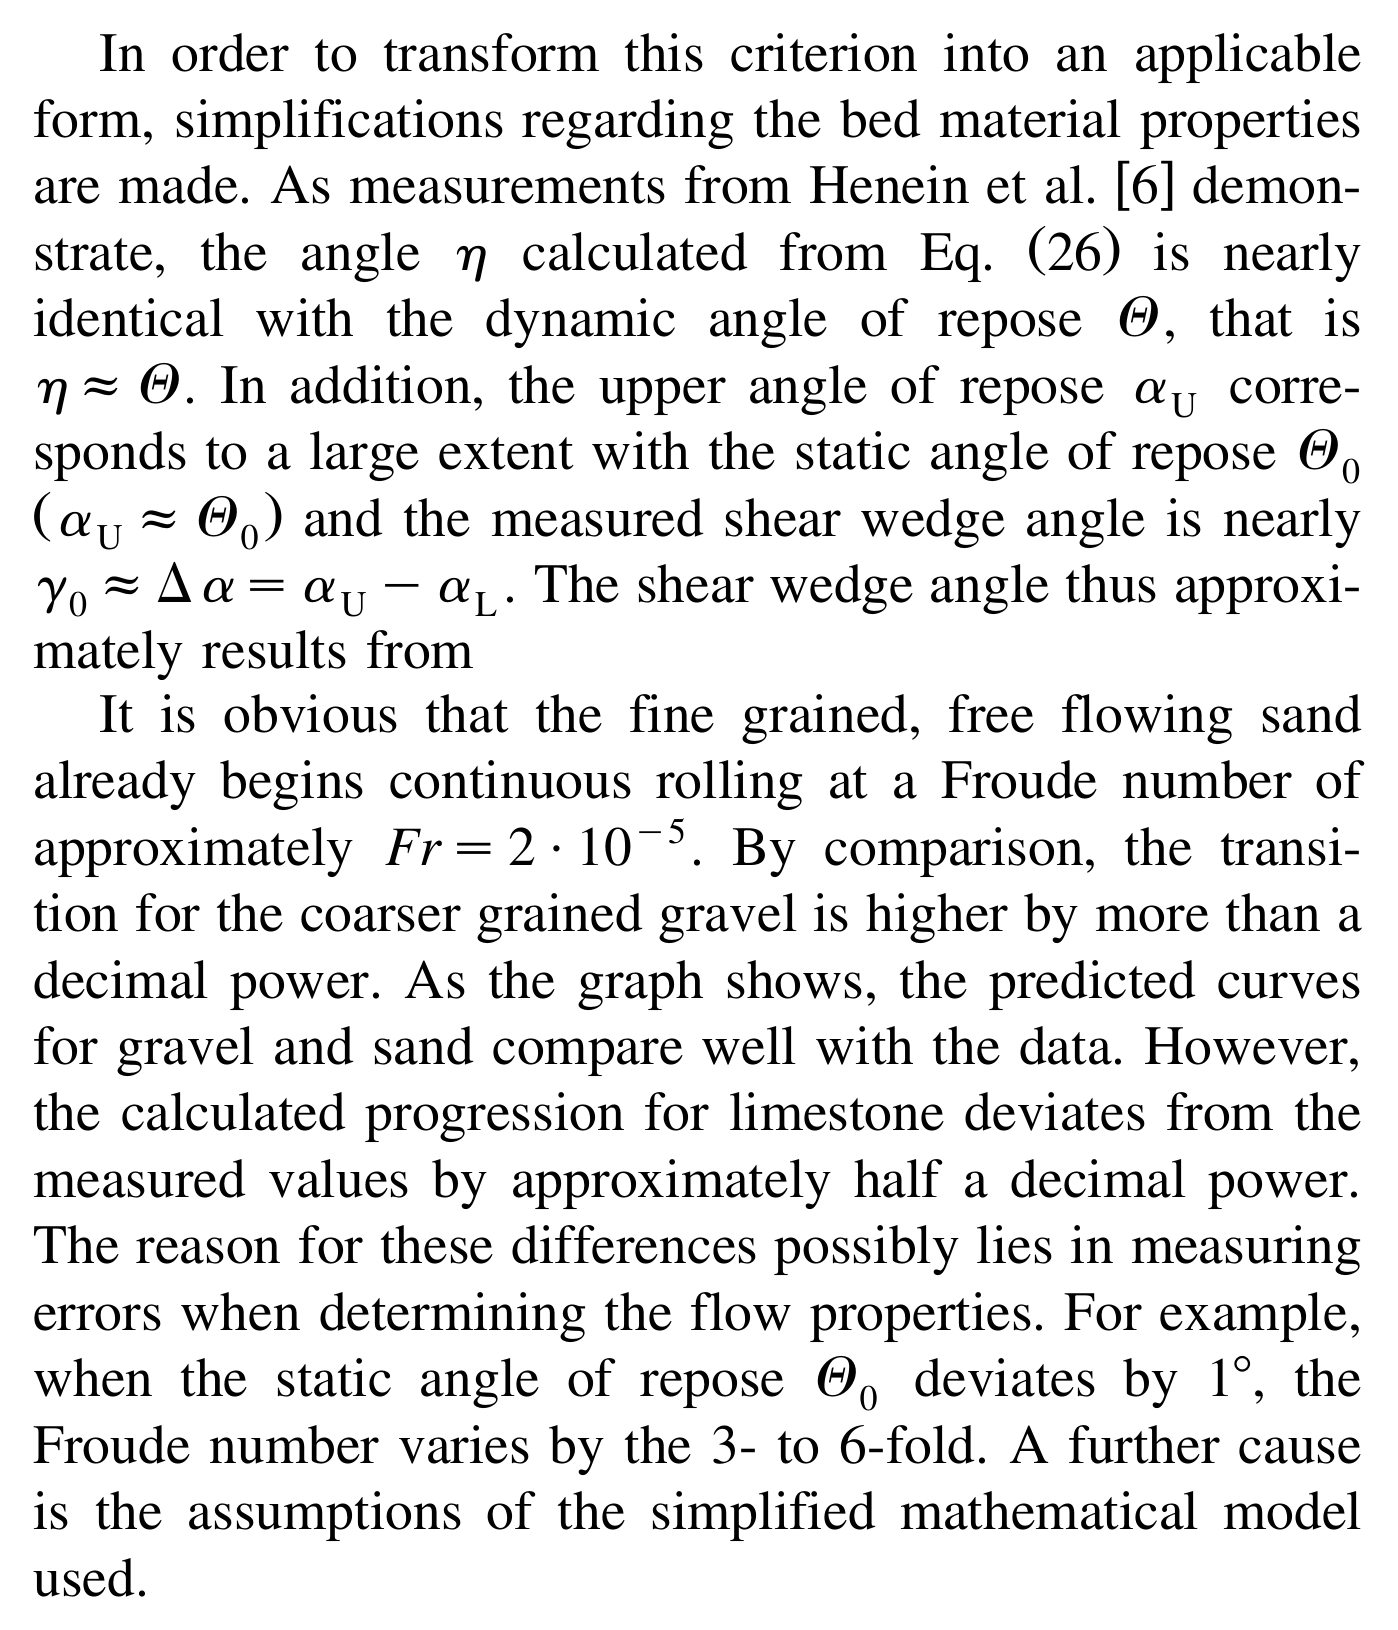 In order to transform this criterion into an applicable
form, simplifications regarding the bed material properties
are made. As measurements from Henein et al. [6] demon-
strate, the angle η calculated from Eq. (26) is nearly
identical with the dynamic angle of repose Θ, that is
η ≈ Θ. In addition, the upper angle of repose α_U corre-
sponds to a large extent with the static angle of repose Θ_0
(α_U ≈ Θ_0) and the measured shear wedge angle is nearly
γ_0 ≈ Δα = α_U − α_L. The shear wedge angle thus approxi-
mately results from
It is obvious that the fine grained, free flowing sand
already begins continuous rolling at a Froude number of
approximately Fr = 2 · 10^{−5}. By comparison, the transi-
tion for the coarser grained gravel is higher by more than a
decimal power. As the graph shows, the predicted curves
for gravel and sand compare well with the data. However,
the calculated progression for limestone deviates from the
measured values by approximately half a decimal power.
The reason for these differences possibly lies in measuring
errors when determining the flow properties. For example,
when the static angle of repose Θ_0 deviates by 1°, the
Froude number varies by the 3- to 6-fold. A further cause
is the assumptions of the simplified mathematical model
used.